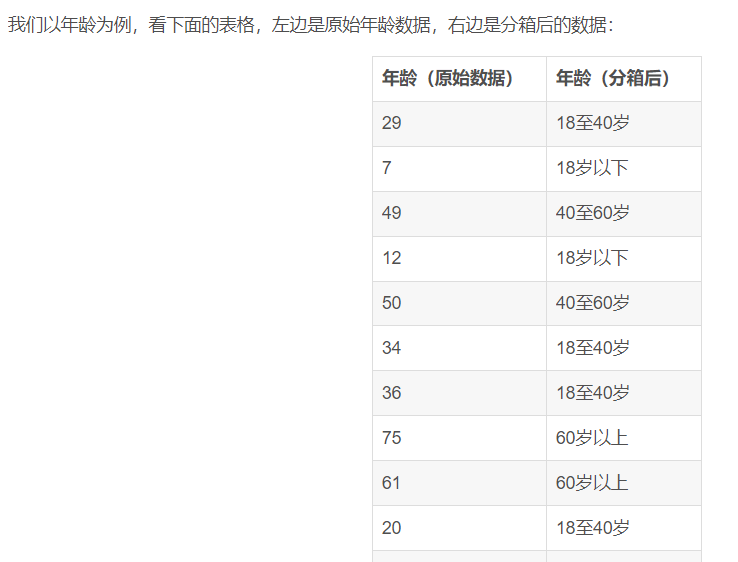 我们以年龄为例，看下面的表格，左边是原始年龄数据，右边是分箱后的数据：
年龄（原始数据） 年龄（分箱后）
29 18至40岁
7 18岁以下
49 40至60岁
12 18岁以下
50 40至60岁
34 18至40岁
36 18至40岁
75 60岁以上
61 60岁以上
20 18至40岁